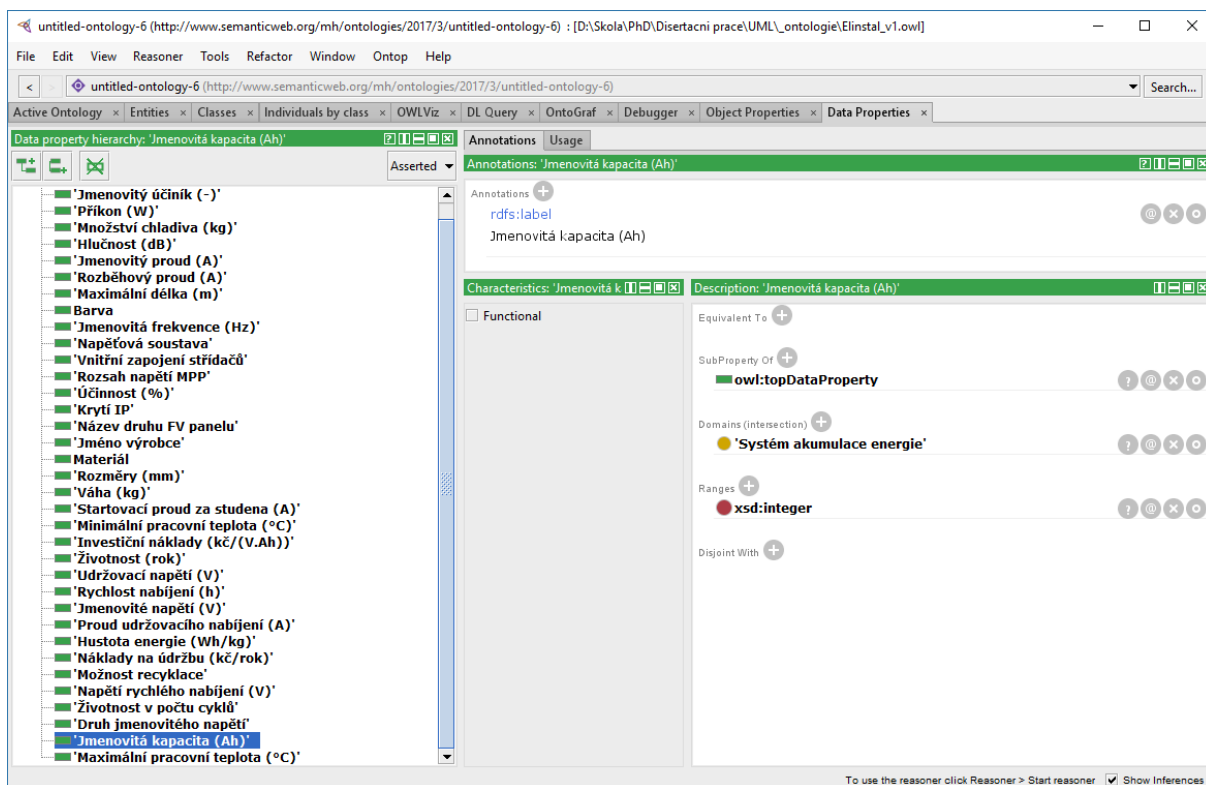 untitled-ontology-6 (http://www.semanticweb.org/mh/ontologies/2017/3/untitled-ontology-6) : [D:\Skola\PhD\Disertacni prace\UML\_ontologie\Elinstal_v1.owl]
File Edit View Reasoner Tools Refactor Window Ontop Help
< > untitled-ontology-6 (http://www.semanticweb.org/mh/ontologies/2017/3/untitled-ontology-6) Search...
Active Ontology × Entities × Classes × Individuals by class × OWLViz × DL Query × OntoGraf × Debugger × Object Properties × Data Properties ×
Data property hierarchy: 'Jmenovitá kapacita (Ah)'
Asserted
'Jmenovitý účiník (-)'
'Příkon (W)'
'Množství chladiva (kg)'
'Hlučnost (dB)'
'Jmenovitý proud (A)'
'Rozběhový proud (A)'
'Maximální délka (m)'
Barva
'Jmenovitá frekvence (Hz)'
'Napěťová soustava'
'Vnitřní zapojení střídačů'
'Rozsah napětí MPP'
'Účinnost (%)'
'Krytí IP'
'Název druhu FV panelu'
'Jméno výrobce'
Materiál
'Rozměry (mm)'
'Váha (kg)'
'Startovací proud za studena (A)'
'Minimální pracovní teplota (°C)'
'Investiční náklady (kč/(V.Ah))'
'Životnost (rok)'
'Udržovací napětí (V)'
'Rychlost nabíjení (h)'
'Jmenovité napětí (V)'
'Proud udržovacího nabíjení (A)'
'Hustota energie (Wh/kg)'
'Náklady na údržbu (kč/rok)'
'Možnost recyklace'
'Napětí rychlého nabíjení (V)'
'Životnost v počtu cyklů'
'Druh jmenovitého napětí'
'Jmenovitá kapacita (Ah)'
'Maximální pracovní teplota (°C)'
Annotations Usage
Annotations: 'Jmenovitá kapacita (Ah)'
Annotations
rdfs:label
Jmenovitá kapacita (Ah)
Characteristics: 'Jmenovitá k
Functional
Description: 'Jmenovitá kapacita (Ah)'
Equivalent To
SubProperty Of
owl:topDataProperty
Domains (intersection)
'Systém akumulace energie'
Ranges
xsd:integer
Disjoint With
To use the reasoner click Reasoner > Start reasoner Show Inferences